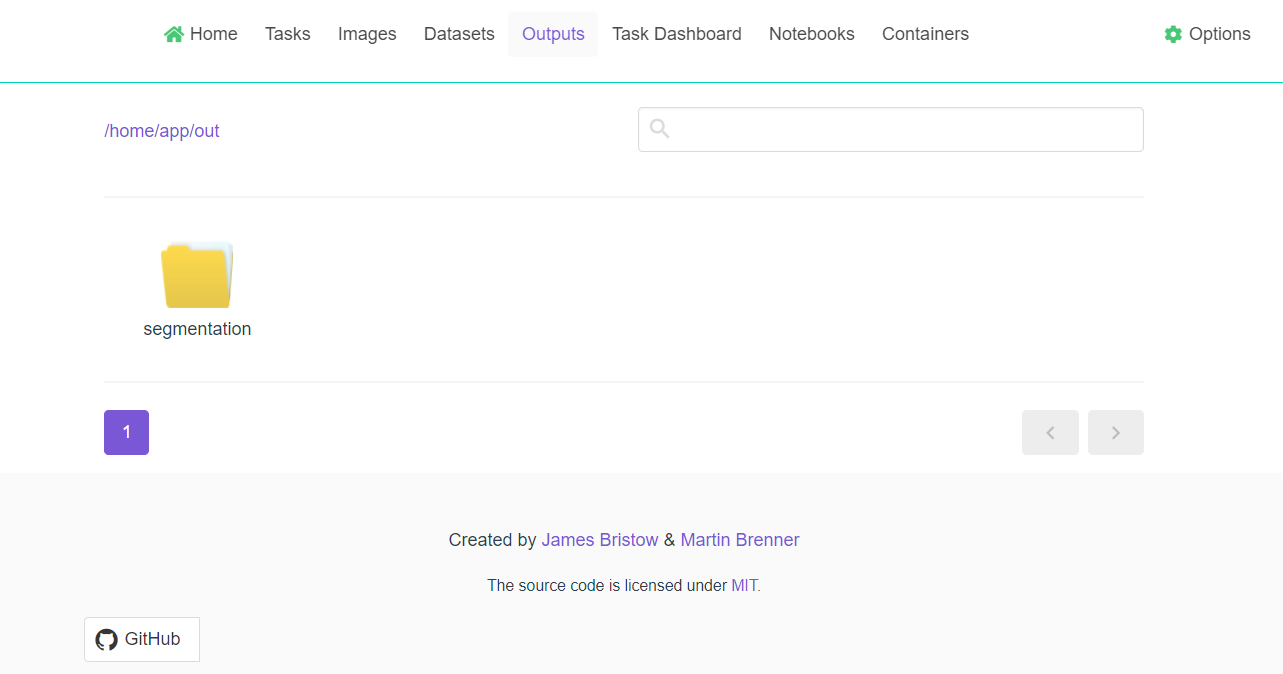 Home Tasks Images Datasets Outputs Task Dashboard Notebooks Containers Options
/home/app/out
segmentation
1
Created by James Bristow & Martin Brenner
The source code is licensed under MIT.
GitHub